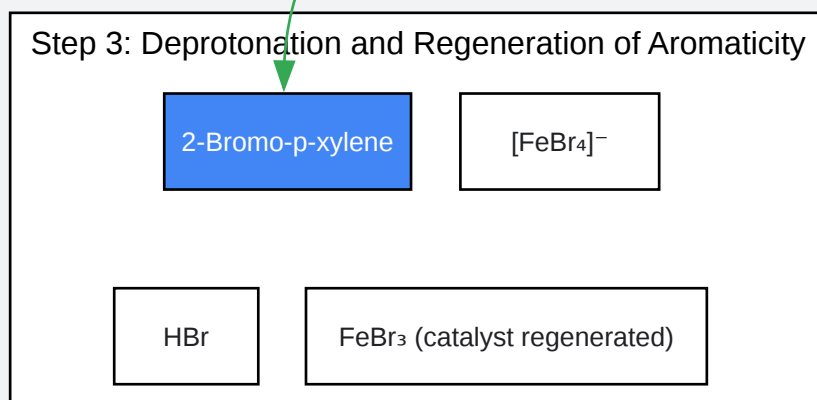 Step 3: Deprotonation and Regeneration of Aromaticity
2-Bromo-p-xylene
[FeBr₄]⁻
HBr
FeBr₃ (catalyst regenerated)